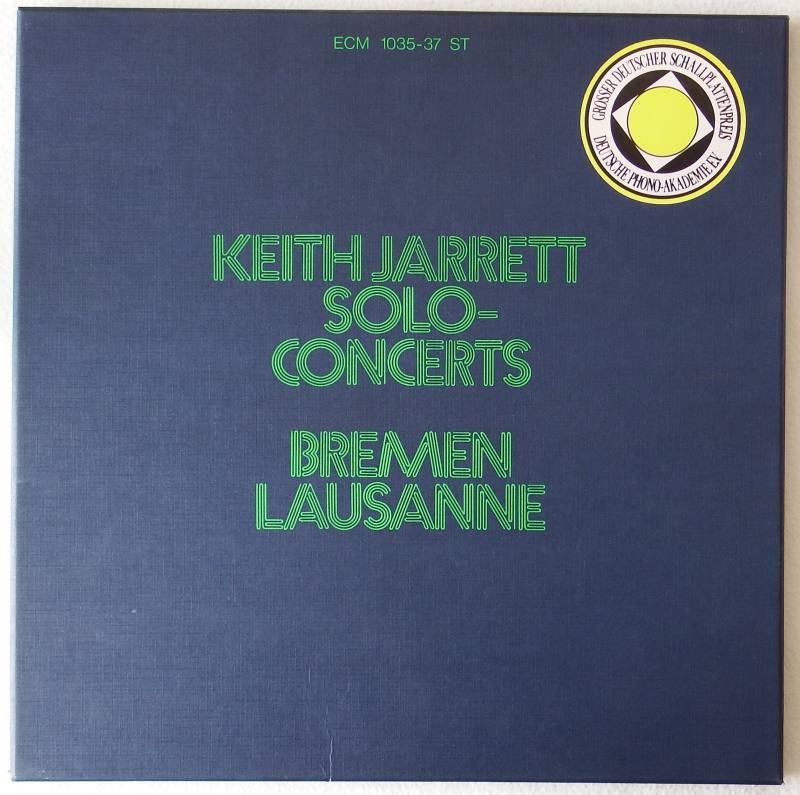 ECM 1035-37 ST
GROSSER DEUTSCHER SCHALLPLATTENPREIS
DEUTSCHE PHONO-AKADEMIE E.V.
KEITH JARRETT
SOLO-
CONCERTS
BREMEN
LAUSANNE